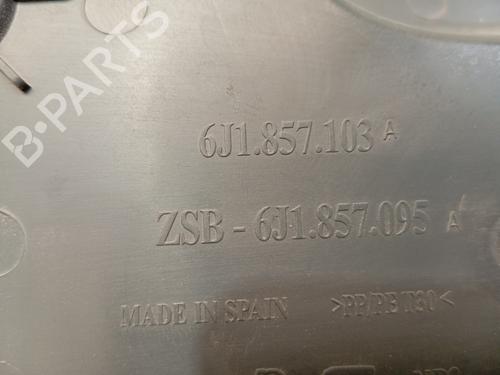 B-PARTS
6J1.857.103 A
ZSB - 6J1.857.095 A
MADE IN SPAIN >PP/PE T30<